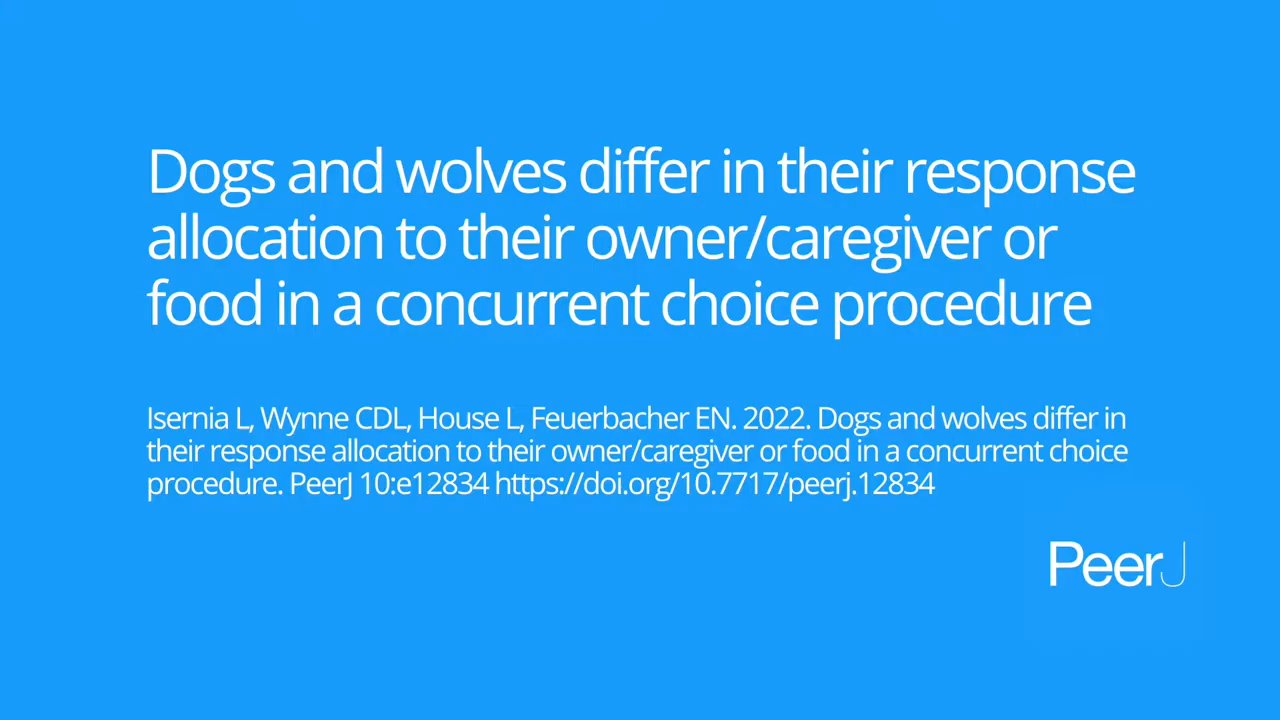 Dogs and wolves differ in their response
allocation to their owner/caregiver or
food in a concurrent choice procedure
Isernia L, Wynne CDL, House L, Feuerbacher EN. 2022. Dogs and wolves differ in
their response allocation to their owner/caregiver or food in a concurrent choice
procedure. PeerJ 10:e12834 https://doi.org/10.7717/peerj.12834
PeerJ